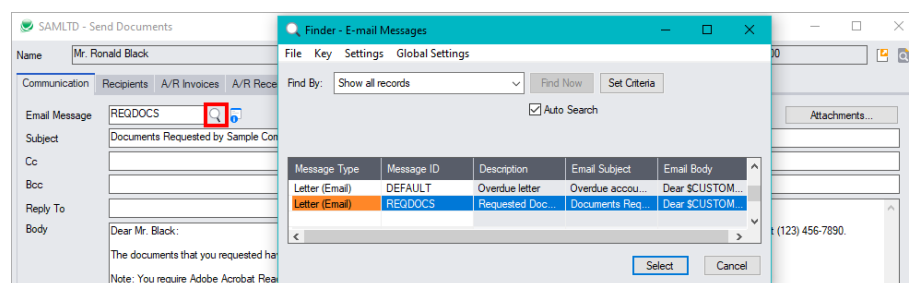 SAMLTD - Send Documents
Finder - E-mail Messages
Name Mr. Ronald Black
File Key Settings Global Settings
Communication Recipients A/R Invoices A/R Rece
Find By: Show all records Find Now Set Criteria
Auto Search
Email Message REQDOCS
Attachments...
Subject Documents Requested by Sample Con
Cc
Bcc
Reply To
Message Type Message ID Description Email Subject Email Body
Letter (Email) DEFAULT Overdue letter Overdue accou... Dear $CUSTOM...
Letter (Email) REQDOCS Requested Doc... Documents Req... Dear $CUSTOM...
Body Dear Mr. Black:
(123) 456-7890.
The documents that you requested ha
Select Cancel
Note: You require Adobe Acrobat Rea